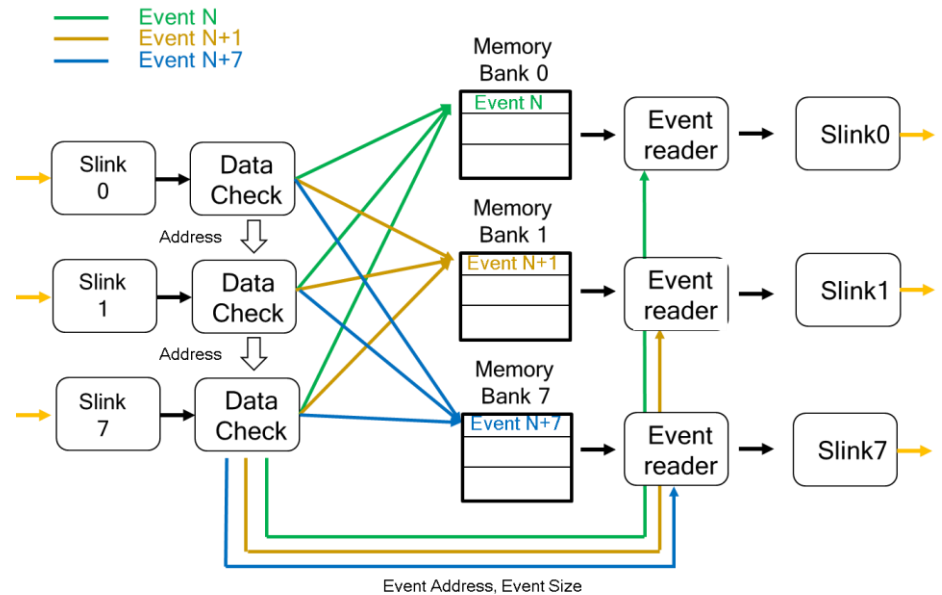 Event N
Event N+1
Event N+7
Memory
Bank 0
Event N
Slink
0
Data
Check
Event
reader
Slink0
Address
Memory
Bank 1
Event N+1
Slink
1
Data
Check
Event
reader
Slink1
Address
Memory
Bank 7
Event N+7
Slink
7
Data
Check
Event
reader
Slink7
Event Address, Event Size